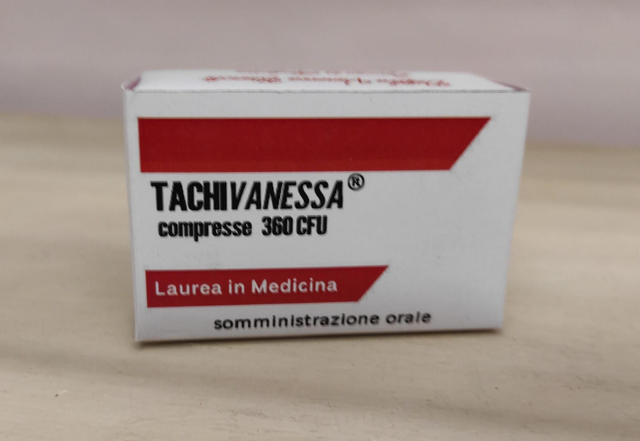 TACHIVANESSA®
compresse 360 CFU
Laurea in Medicina
somministrazione orale